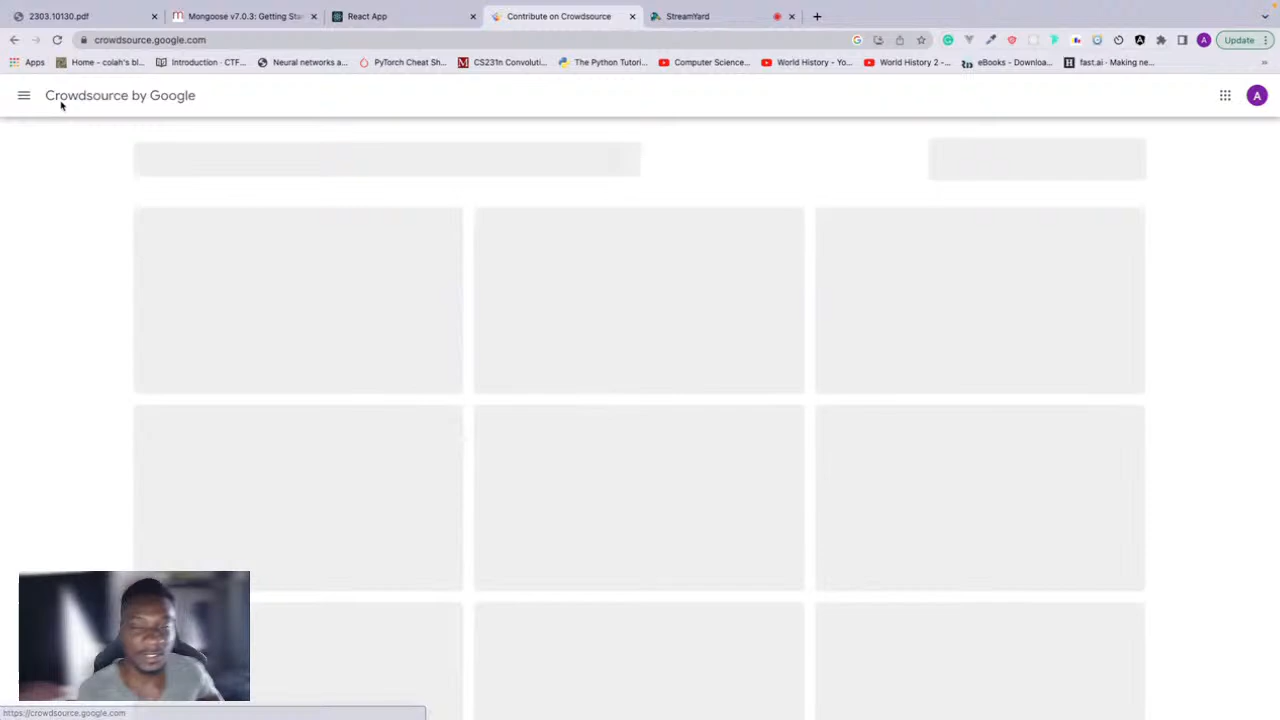 2303.10130.pdf
Mongoose v7.0.3: Getting Sta
React App
Contribute on Crowdsource
StreamYard
crowdsource.google.com
Update
Apps
Home - colah's bl...
Introduction · CTF...
Neural networks a...
PyTorch Cheat Sh...
CS231n Convoluti...
The Python Tutori...
Computer Science...
World History - Yo...
World History 2 -...
eBooks - Downloa...
fast.ai · Making ne...
Crowdsource by Google
A
https://crowdsource.google.com